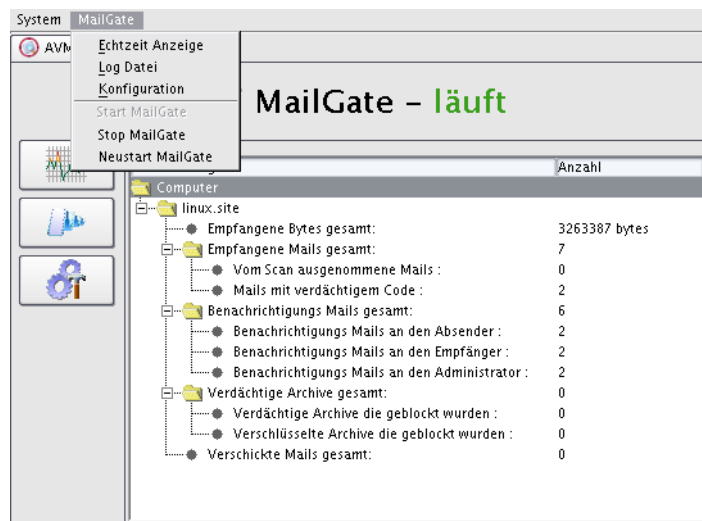 System MailGate
AVM
Echtzeit Anzeige
Log Datei
Konfiguration
Start MailGate
Stop MailGate
Neustart MailGate
MailGate – läuft
Anzahl
Computer
linux.site
Empfangene Bytes gesamt: 3263387 bytes
Empfangene Mails gesamt: 7
Vom Scan ausgenommene Mails : 0
Mails mit verdächtigem Code : 2
Benachrichtigungs Mails gesamt: 6
Benachrichtigungs Mails an den Absender : 2
Benachrichtigungs Mails an den Empfänger : 2
Benachrichtigungs Mails an den Administrator : 2
Verdächtige Archive gesamt: 0
Verdächtige Archive die geblockt wurden : 0
Verschlüsselte Archive die geblockt wurden : 0
Verschickte Mails gesamt: 0